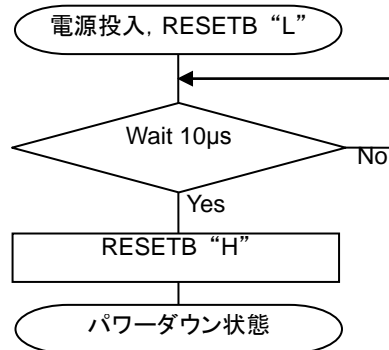 電源投入, RESETB “L”
Wait 10µs
No
Yes
RESETB “H”
パワーダウン状態